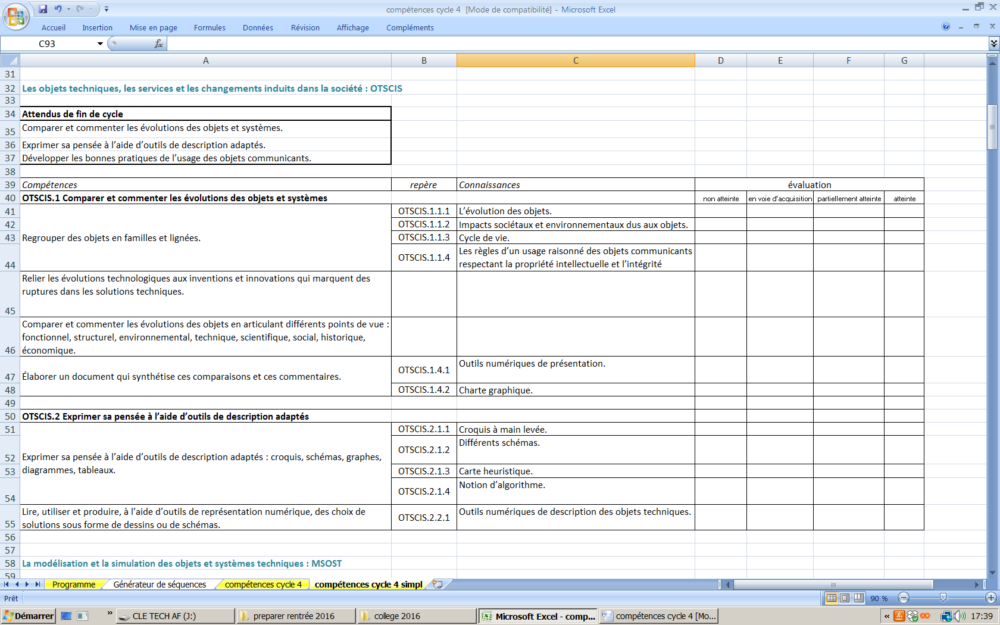 compétences cycle 4 [Mode de compatibilité] - Microsoft Excel
Accueil Insertion Mise en page Formules Données Révision Affichage Compléments
C93 fx
A B C D E F G
31
32 Les objets techniques, les services et les changements induits dans la société : OTSCIS
33
34 Attendus de fin de cycle
35 Comparer et commenter les évolutions des objets et systèmes.
36 Exprimer sa pensée à l’aide d’outils de description adaptés.
37 Développer les bonnes pratiques de l’usage des objets communicants.
38
39 Compétences repère Connaissances évaluation
40 OTSCIS.1 Comparer et commenter les évolutions des objets et systèmes non atteinte en voie d'acquisition partiellement atteinte atteinte
41 OTSCIS.1.1.1 L’évolution des objets.
42 OTSCIS.1.1.2 Impacts sociétaux et environnementaux dus aux objets.
43 Regrouper des objets en familles et lignées. OTSCIS.1.1.3 Cycle de vie.
44 OTSCIS.1.1.4 Les règles d’un usage raisonné des objets communicants
respectant la propriété intellectuelle et l’intégrité
Relier les évolutions technologiques aux inventions et innovations qui marquent des
ruptures dans les solutions techniques.
45
Comparer et commenter les évolutions des objets en articulant différents points de vue :
fonctionnel, structurel, environnemental, technique, scientifique, social, historique,
46 économique.
47 Élaborer un document qui synthétise ces comparaisons et ces commentaires. OTSCIS.1.4.1 Outils numériques de présentation.
48 OTSCIS.1.4.2 Charte graphique.
49
50 OTSCIS.2 Exprimer sa pensée à l’aide d’outils de description adaptés
51 OTSCIS.2.1.1 Croquis à main levée.
OTSCIS.2.1.2 Différents schémas.
52 Exprimer sa pensée à l’aide d’outils de description adaptés : croquis, schémas, graphes,
53 diagrammes, tableaux. OTSCIS.2.1.3 Carte heuristique.
54 OTSCIS.2.1.4 Notion d’algorithme.
Lire, utiliser et produire, à l’aide d’outils de représentation numérique, des choix de
55 solutions sous forme de dessins ou de schémas. OTSCIS.2.2.1 Outils numériques de description des objets techniques.
56
57
58 La modélisation et la simulation des objets et systèmes techniques : MSOST
59
Programme Générateur de séquences compétences cycle 4 compétences cycle 4 simpl
Prêt 90 %
Démarrer » CLE TECH AF (J:) preparer rentrée 2016 college 2016 Microsoft Excel - comp... compétences cycle 4 [Mo... « 17:39